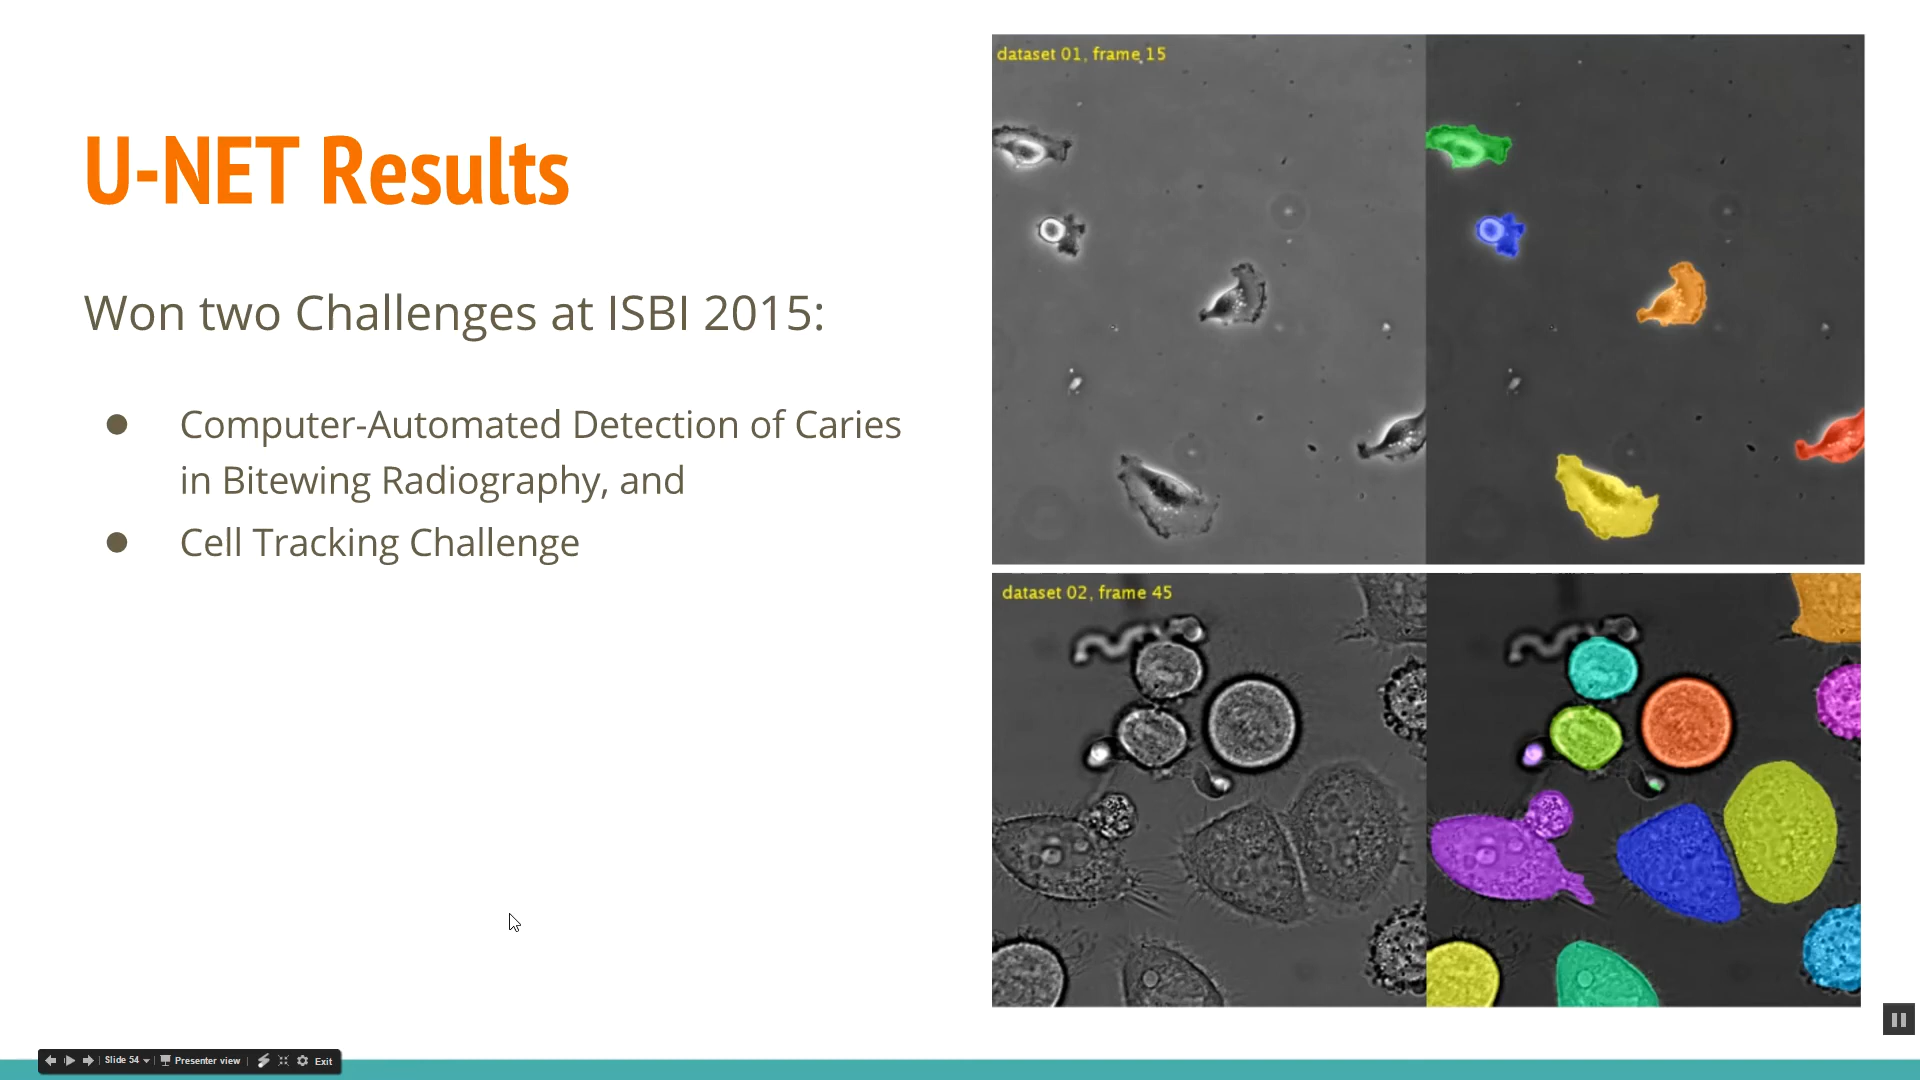 U-NET Results
Won two Challenges at ISBI 2015:
● Computer-Automated Detection of Caries
in Bitewing Radiography, and
● Cell Tracking Challenge
dataset 01, frame 15
dataset 02, frame 45
Slide 54
Presenter view
Exit